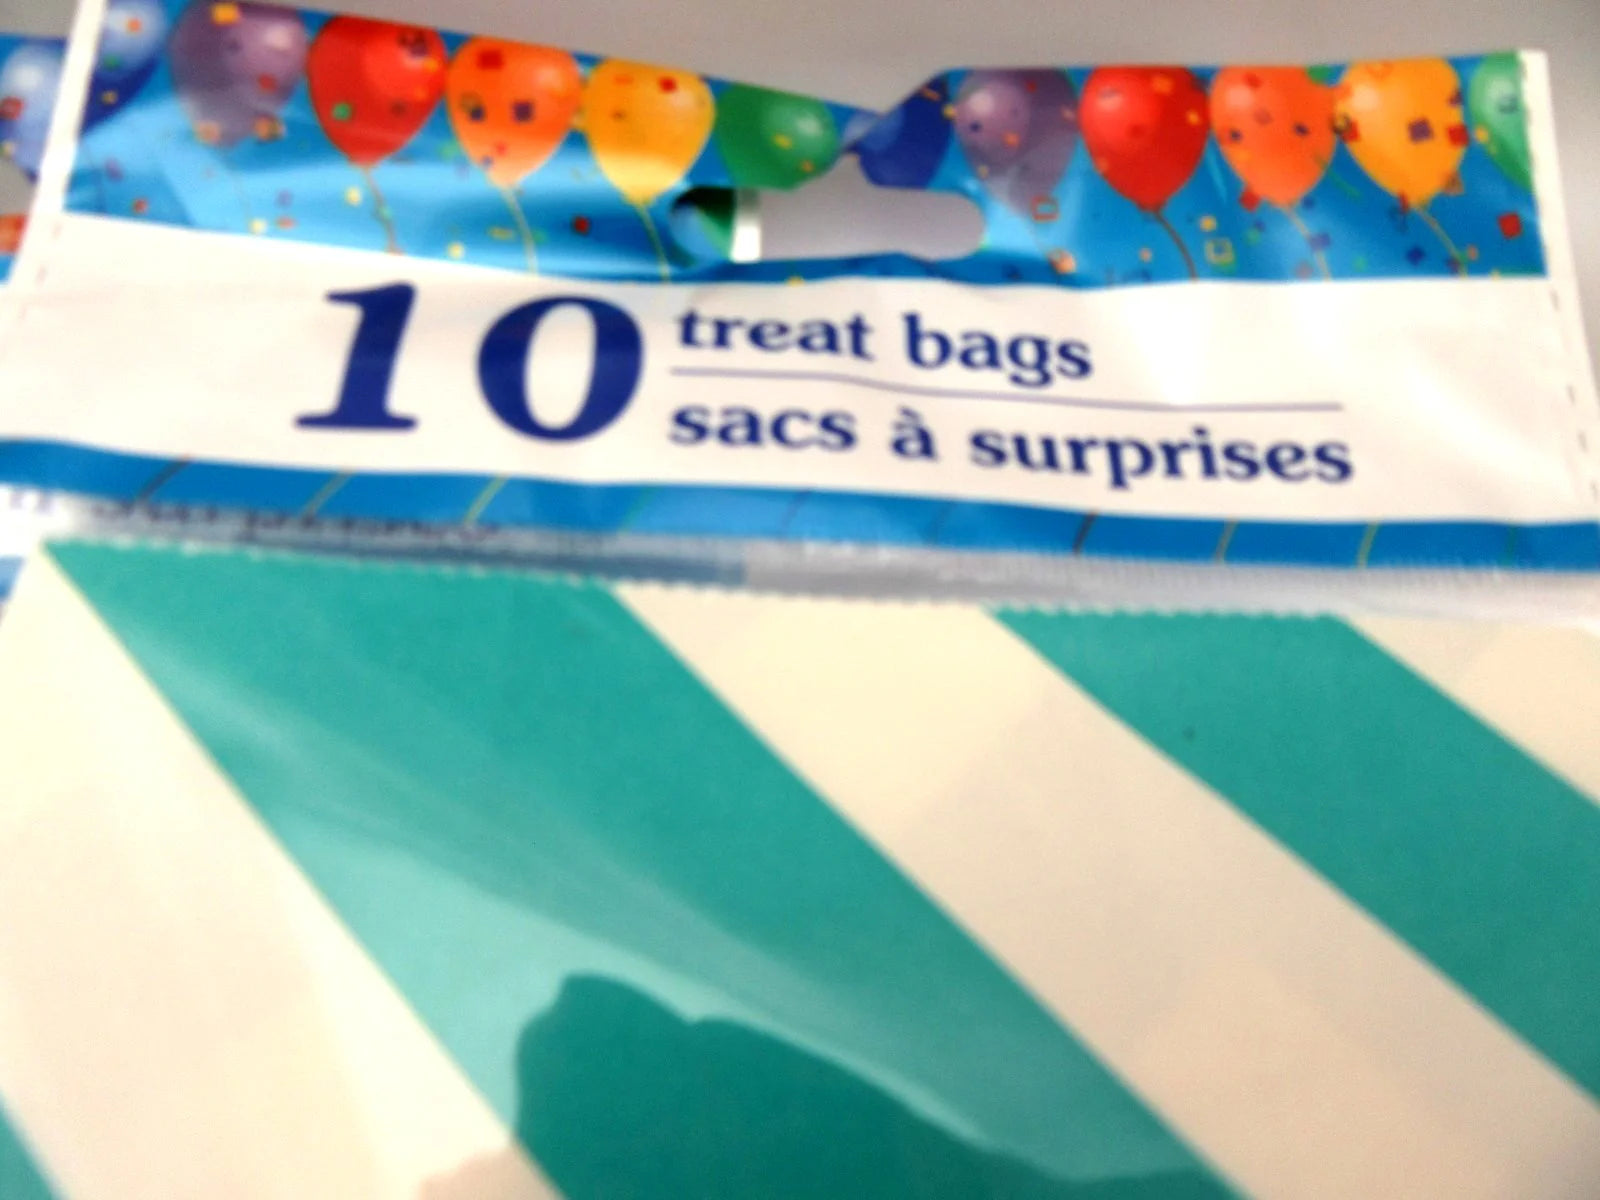 10
treat bags
sacs à surprises